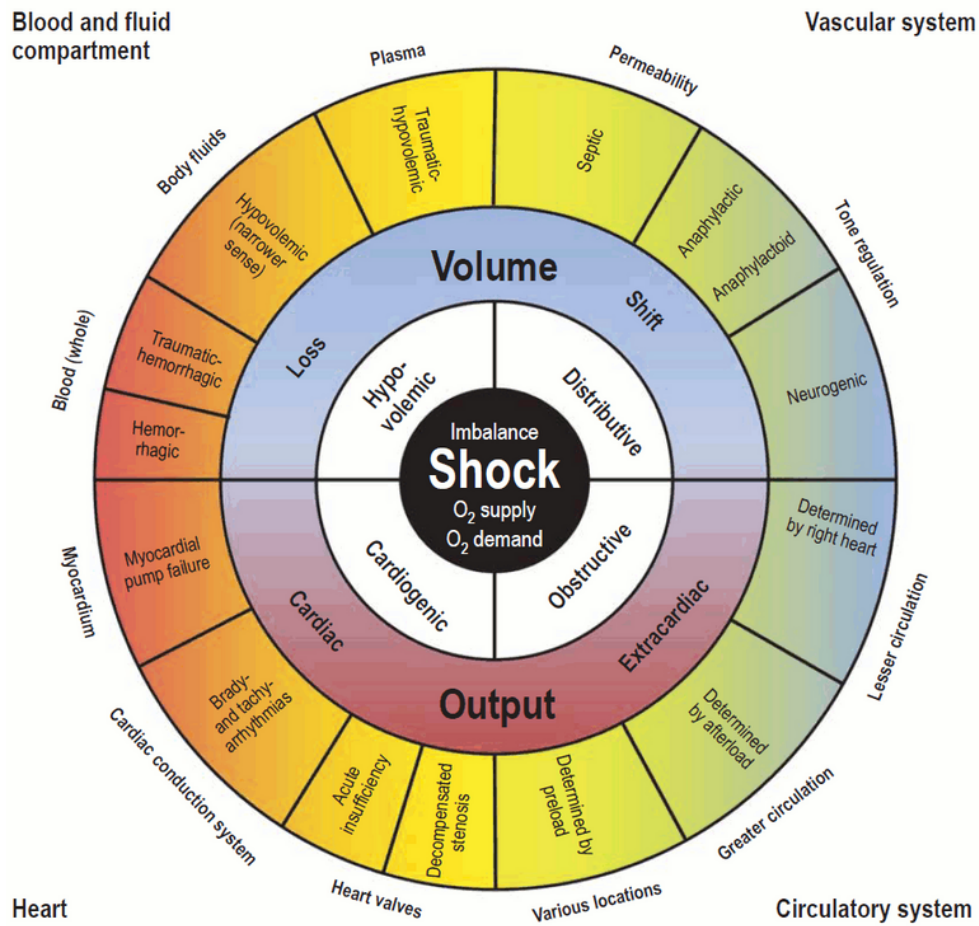 Blood and fluid
compartment
Vascular system
Plasma
Permeability
Body fluids
Tone regulation
Blood (whole)
Traumatic-
hypovolemic
Septic
Hypovolemic
(narrower
sense)
Anaphylactic
Anaphylactoid
Traumatic-
hemorrhagic
Hemor-
rhagic
Neurogenic
Volume
Loss
Shift
Hypo-
volemic
Distributive
Imbalance
Shock
O₂ supply
O₂ demand
Cardiogenic
Obstructive
Cardiac
Extracardiac
Output
Myocardial
pump failure
Determined
by right heart
Brady-
and tachy-
arrhythmias
Determined
by afterload
Acute
insufficiency
Decompensated
stenosis
Determined by
preload
Myocardium
Lesser circulation
Cardiac conduction system
Greater circulation
Heart valves
Various locations
Heart
Circulatory system